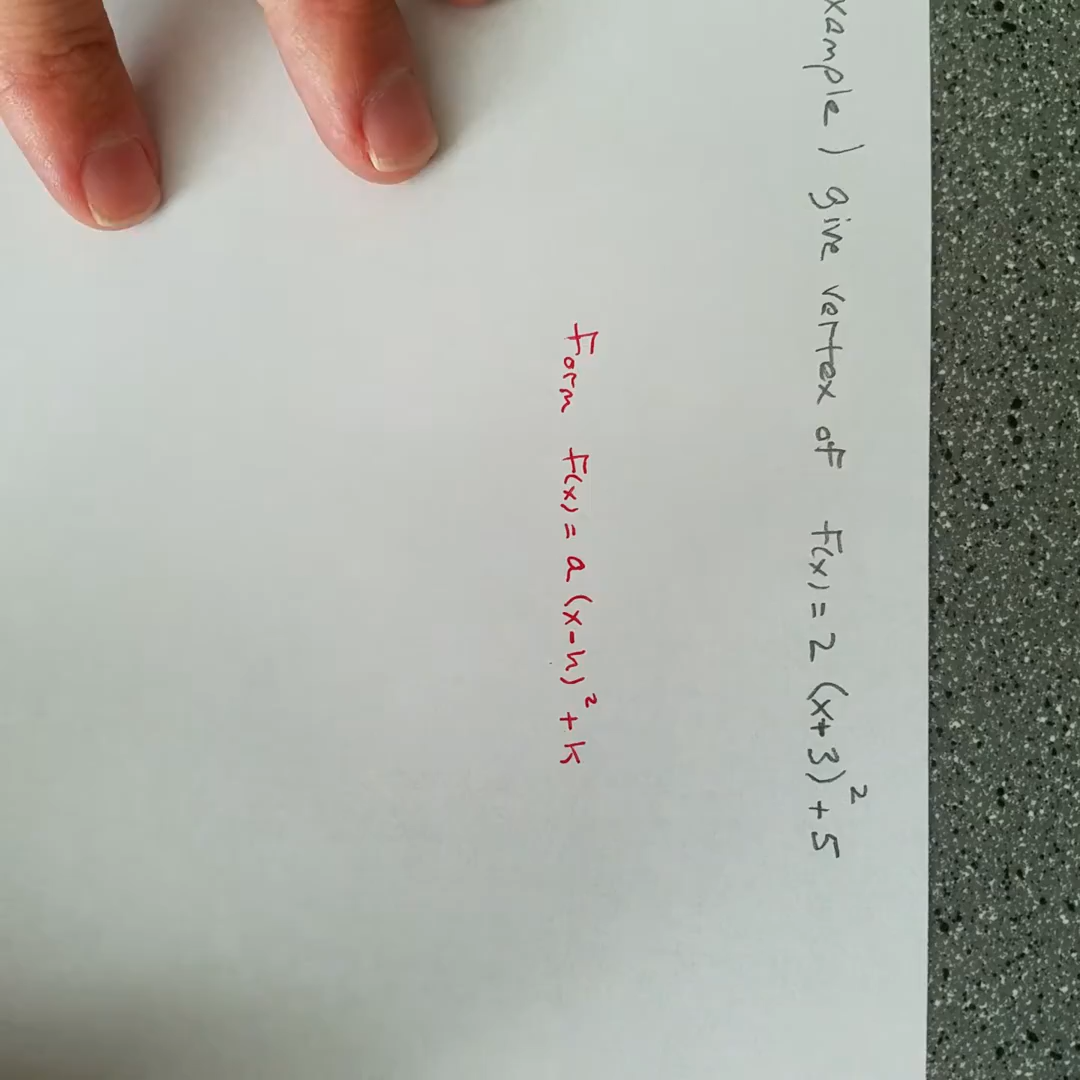 xample) give vertex of f(x) = 2 (x+3)² + 5
Form f(x) = a (x-h)² + k